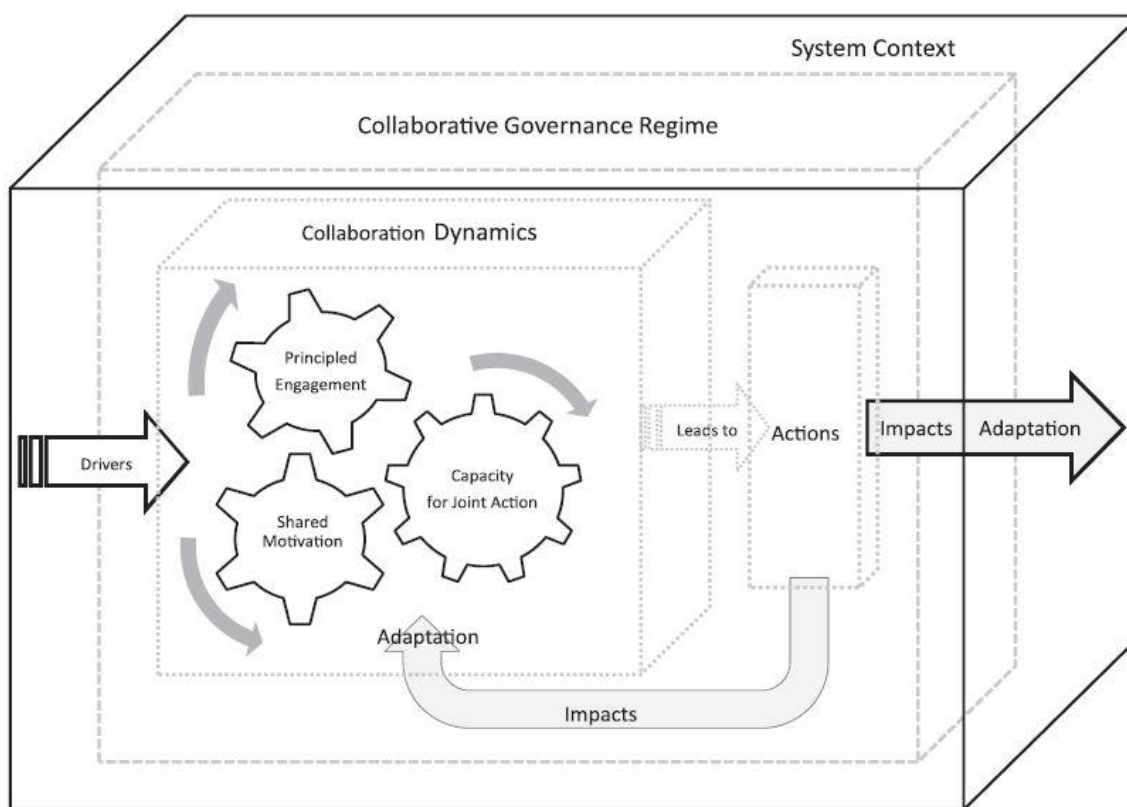 System Context
Collaborative Governance Regime
Collaboration Dynamics
Principled
Engagement
Drivers
Shared
Motivation
Capacity
for Joint Action
Leads to
Actions
Impacts
Adaptation
Adaptation
Impacts